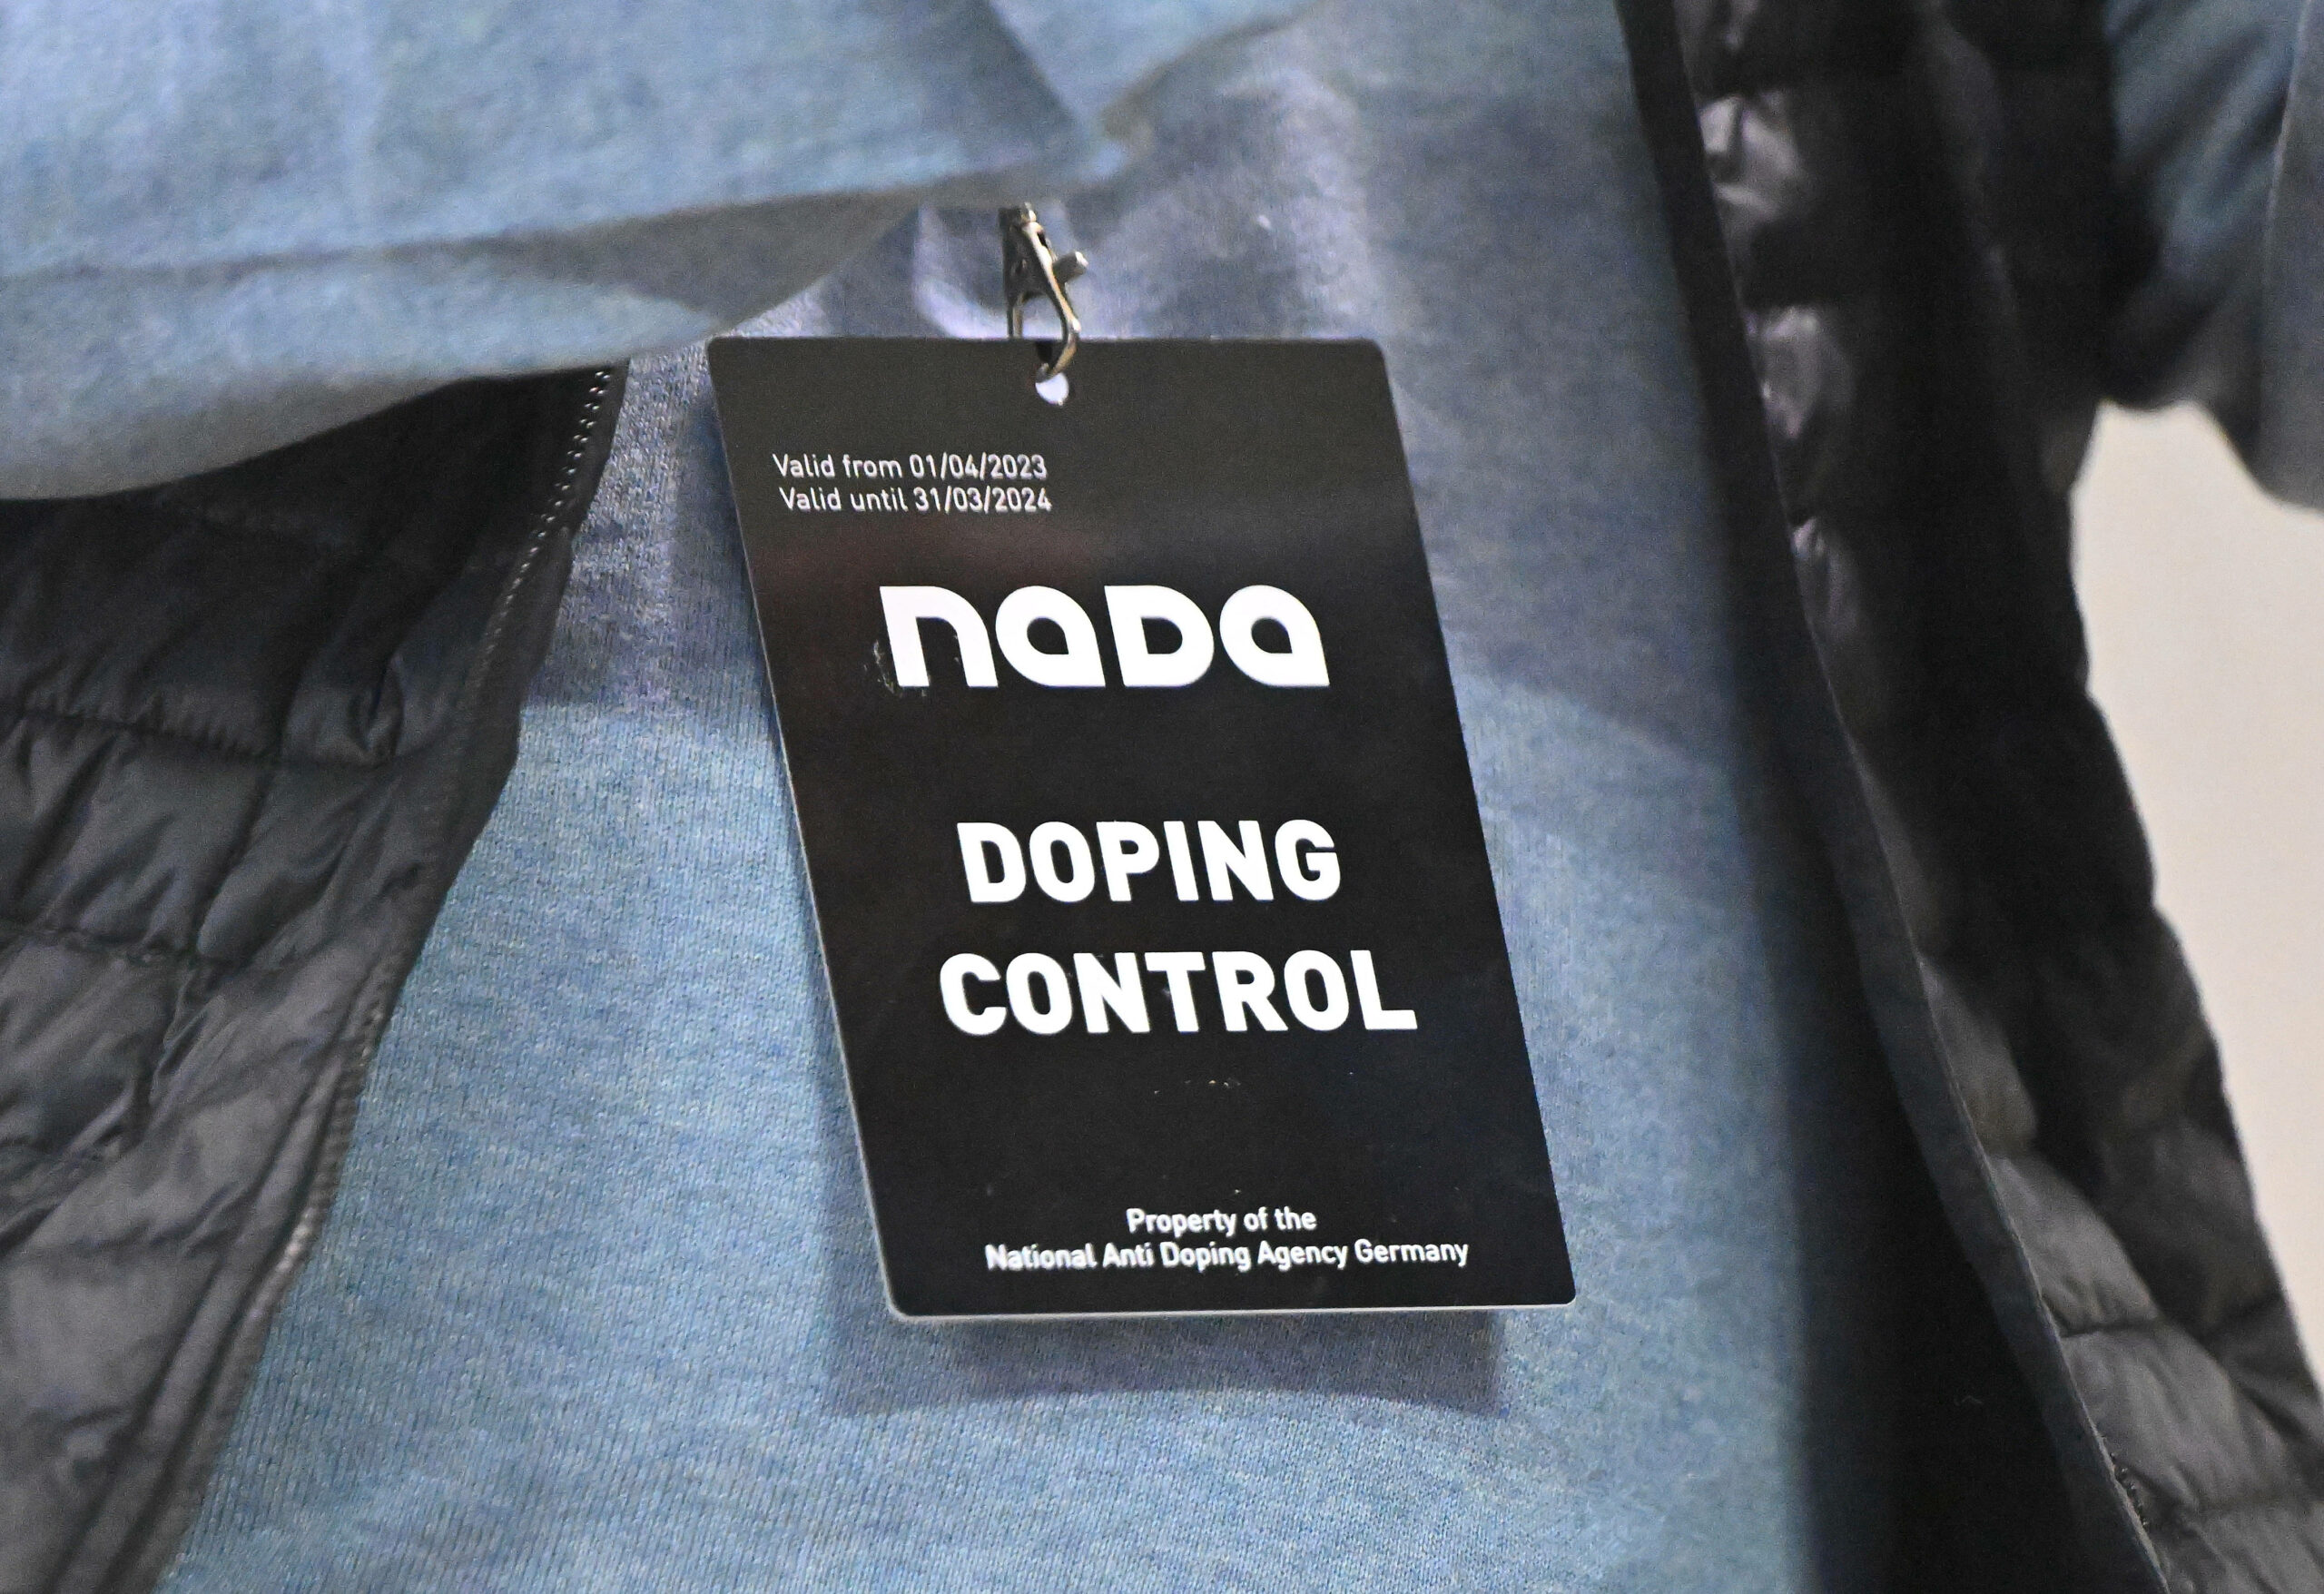 Valid from 01/04/2023
Valid until 31/03/2024
NADA
DOPING
CONTROL
Property of the
National Anti Doping Agency Germany